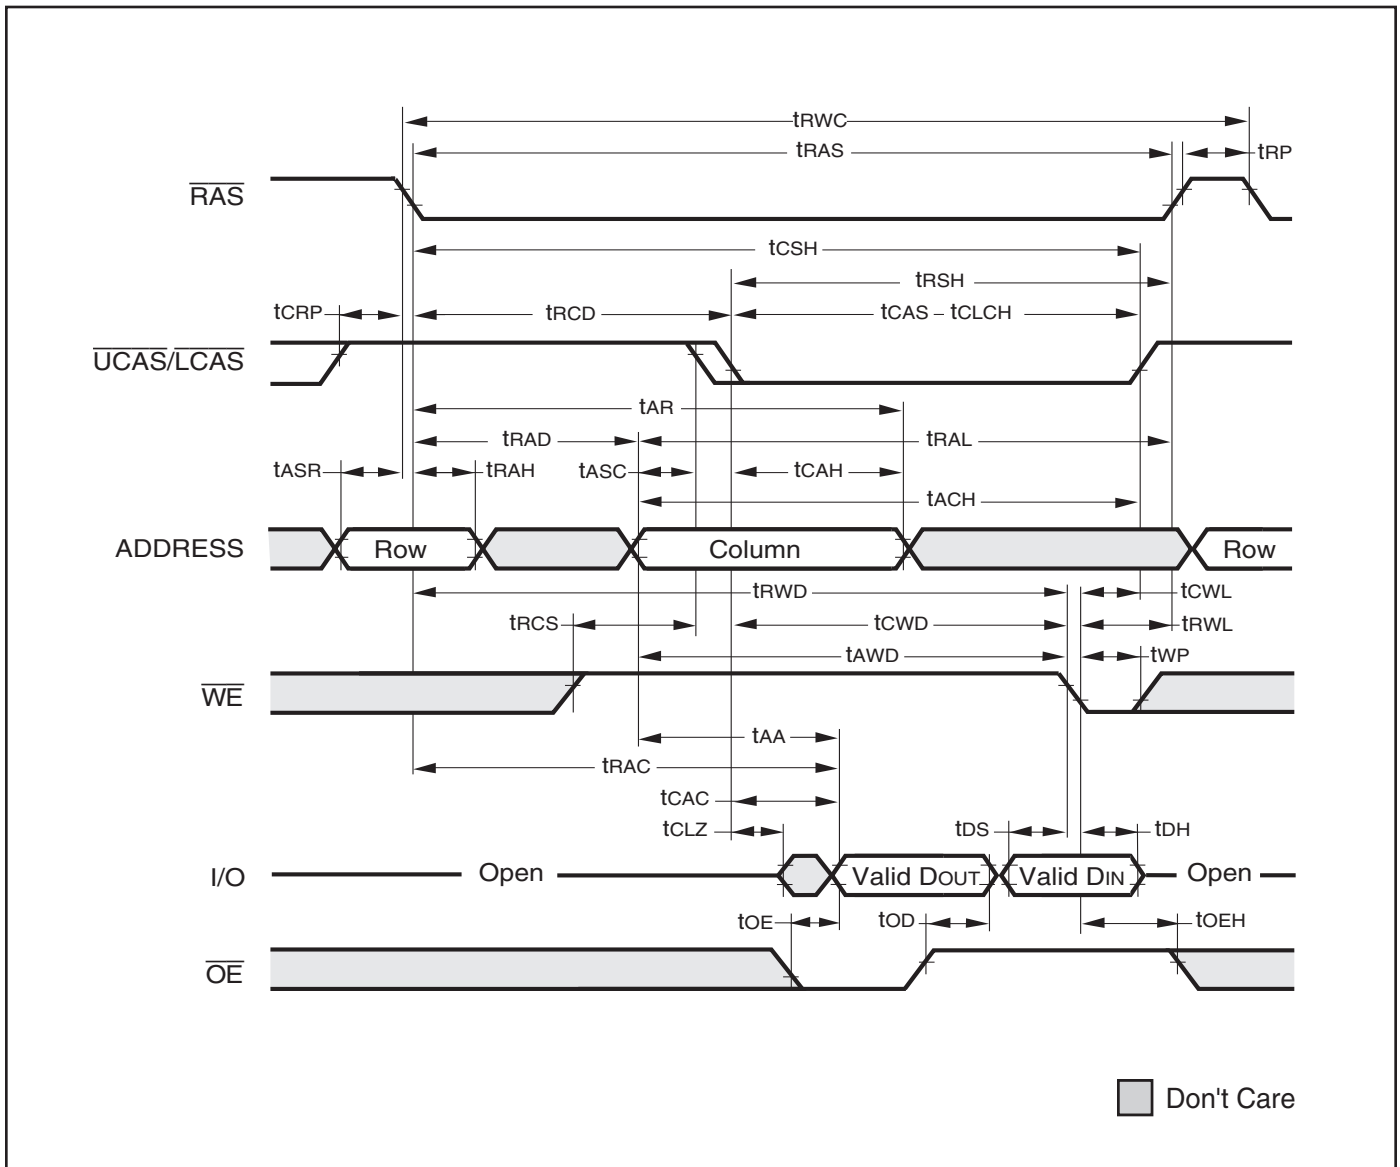 tRWC
tRAS
tRP
RAS
tCSH
tRSH
tCRP
tRCD
tCAS – tCLCH
UCAS/LCAS
tAR
tRAD
tRAL
tASR
tRAH
tASC
tCAH
tACH
ADDRESS
Row
Column
Row
tRWD
tCWL
tRCS
tCWD
tRWL
tAWD
tWP
WE
tAA
tRAC
tCAC
tCLZ
tDS
tDH
I/O
Open
Valid DOUT
Valid DIN
Open
tOE
tOD
tOEH
OE
Don't Care